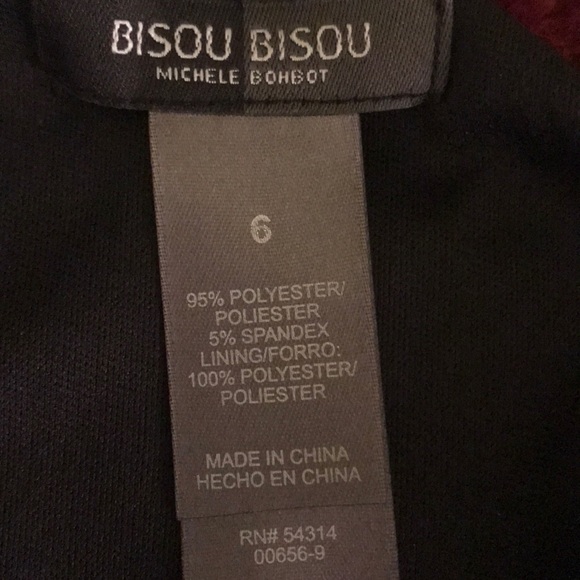 BISOU BISOU
MICHELE BOHBOT
6
95% POLYESTER/
POLIESTER
5% SPANDEX
LINING/FORRO:
100% POLYESTER/
POLIESTER
MADE IN CHINA
HECHO EN CHINA
RN# 54314
00656-9